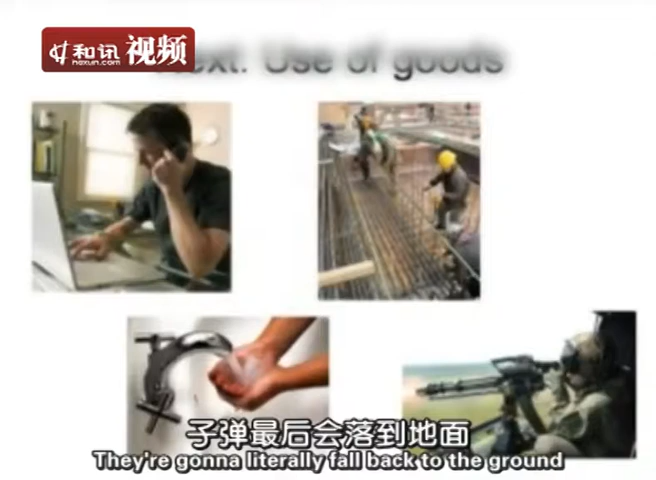 和讯 视频
hexun.com
Next: Use of goods
子弹最后会落到地面
They're gonna literally fall back to the ground